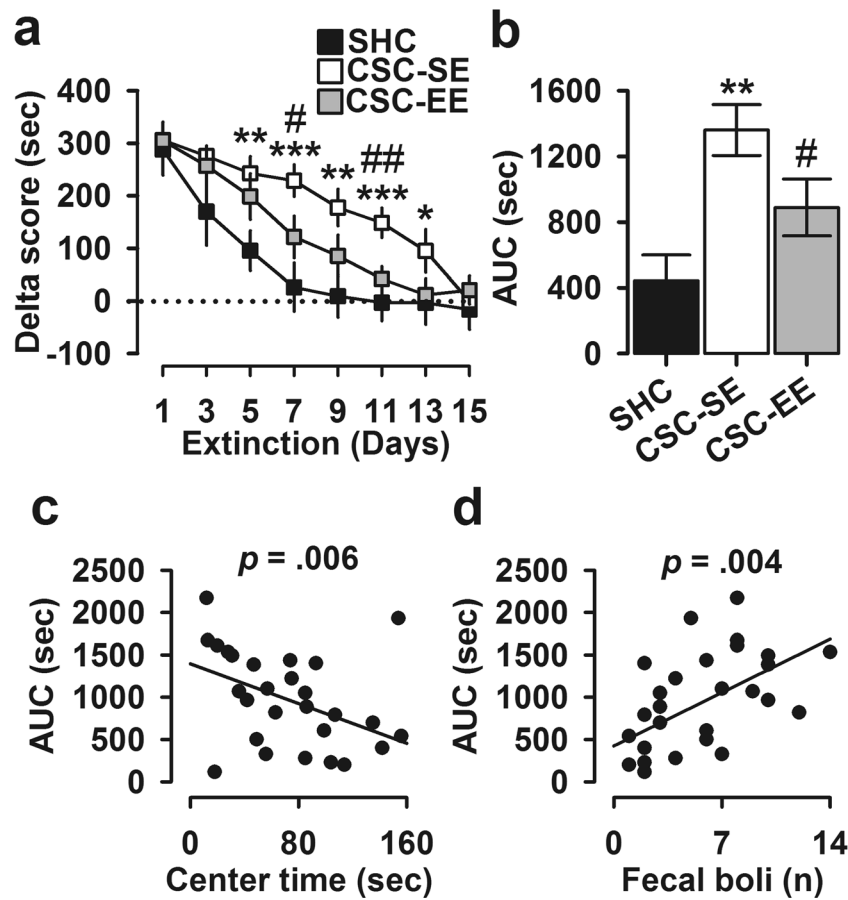 a
SHC
CSC-SE
CSC-EE
Delta score (sec)
400
300
200
100
0
-100
** # *** ** ## *** *
1 3 5 7 9 11 13 15
Extinction (Days)
b
AUC (sec)
1600
1200
800
400
0
** #
SHC
CSC-SE
CSC-EE
c
p = .006
AUC (sec)
2500
2000
1500
1000
500
0
0 80 160
Center time (sec)
d
p = .004
AUC (sec)
2500
2000
1500
1000
500
0
0 7 14
Fecal boli (n)